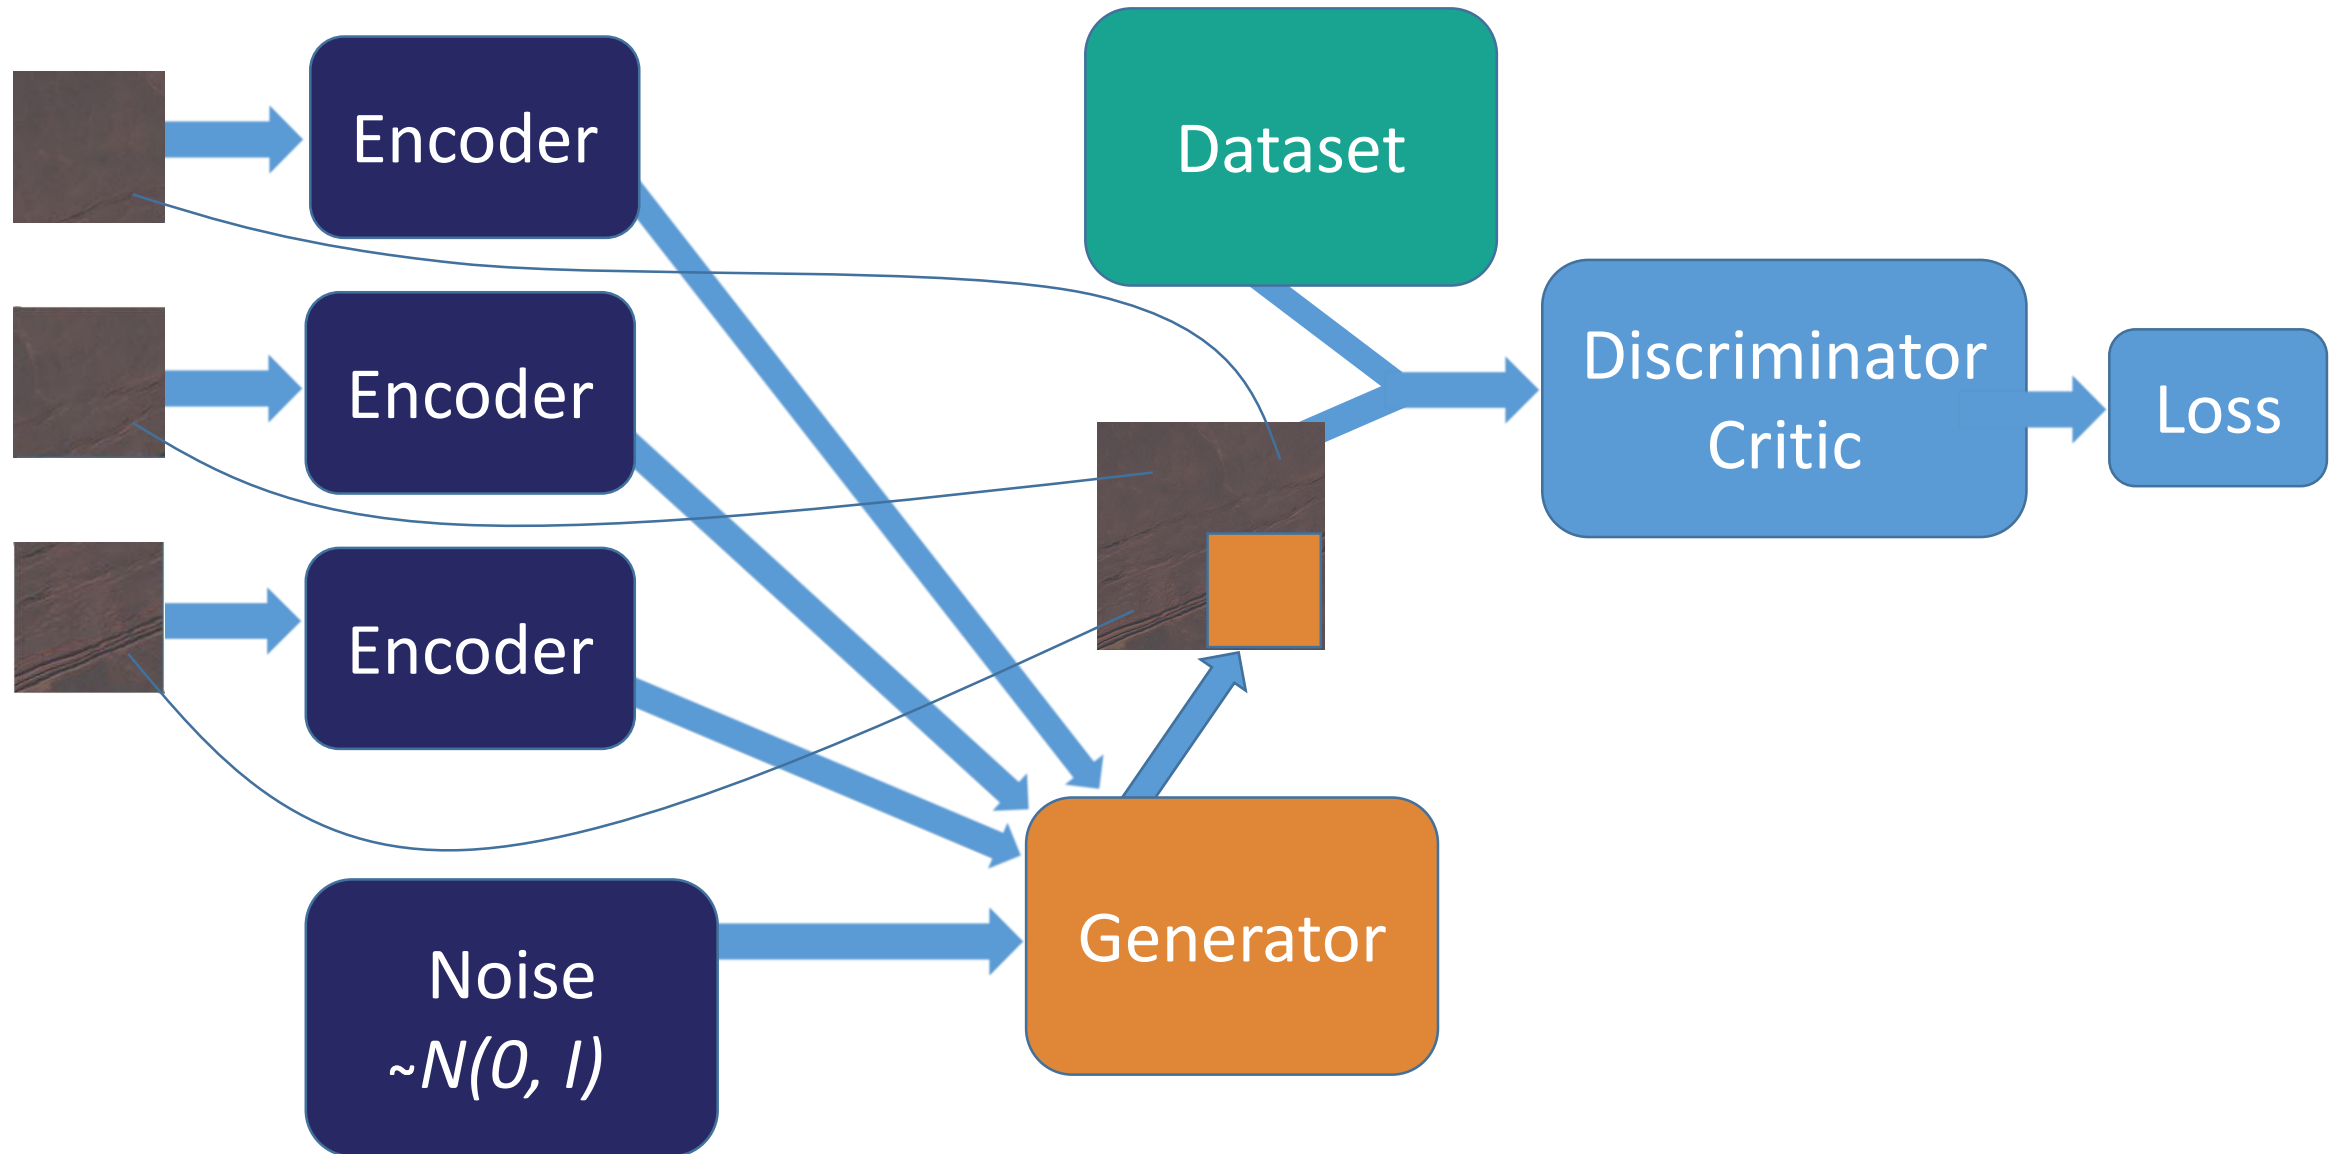 Encoder
Dataset
Encoder
Discriminator
Critic
Loss
Encoder
Generator
Noise
~N(0, I)